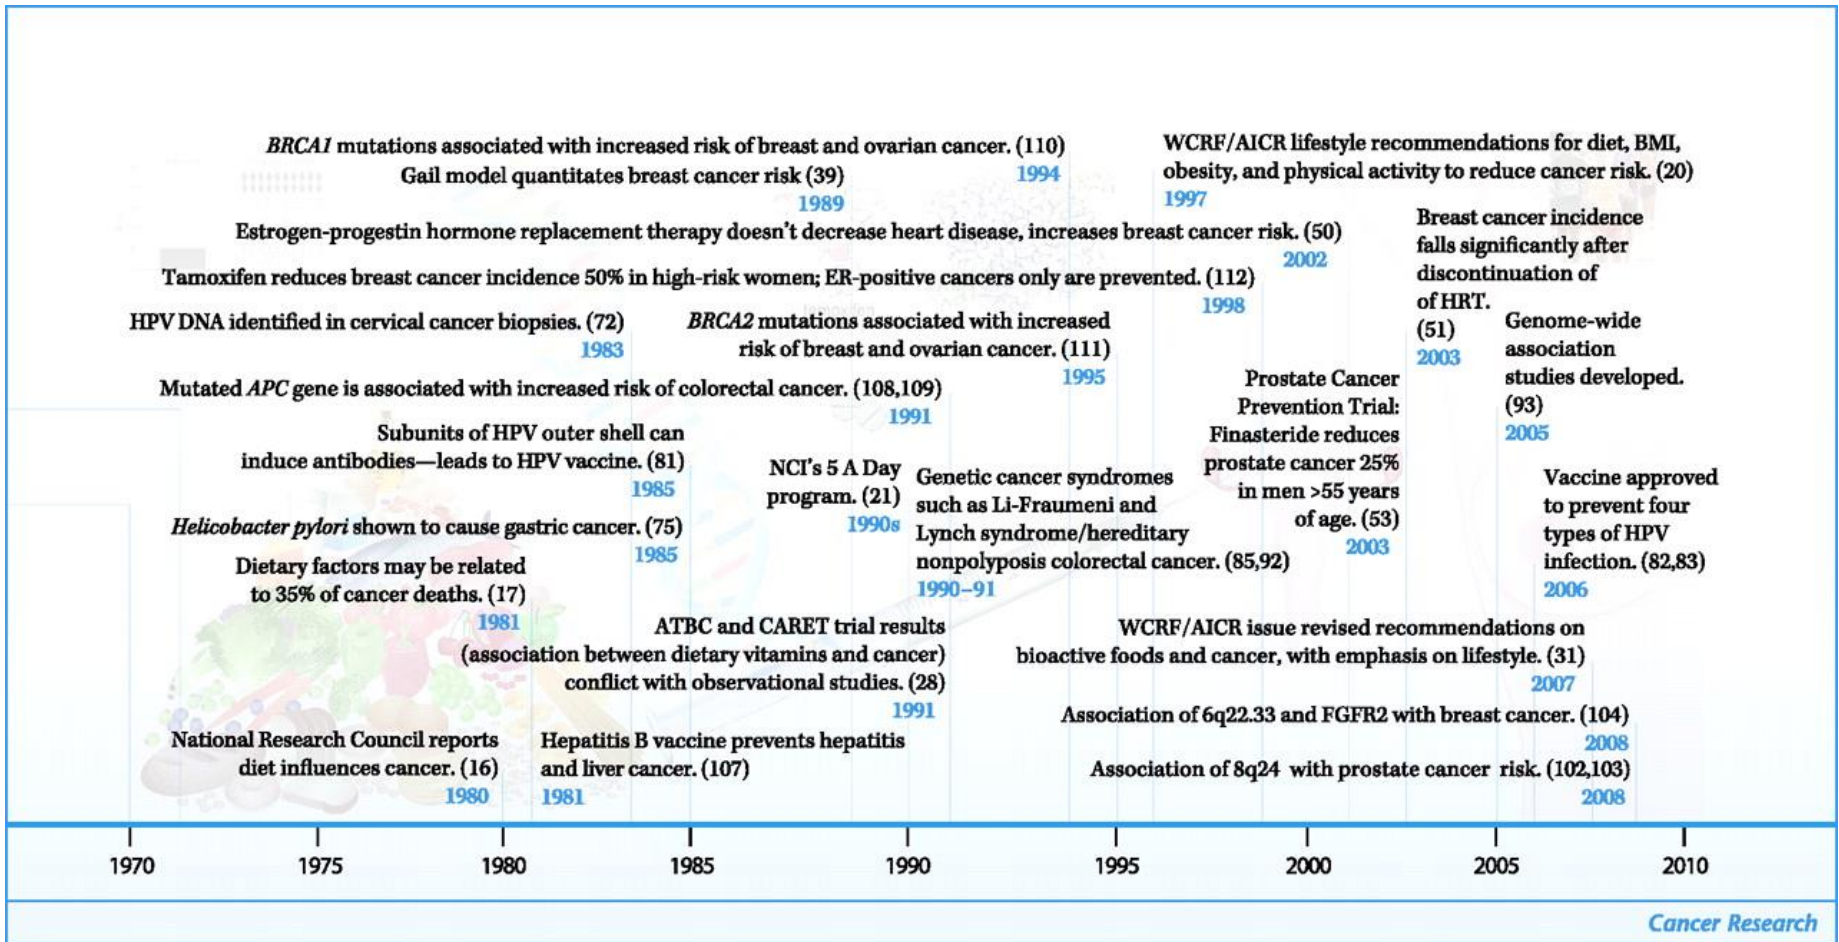 BRCA1 mutations associated with increased risk of breast and ovarian cancer. (110)
1994
Gail model quantitates breast cancer risk (39)
1989
WCRF/AICR lifestyle recommendations for diet, BMI,
obesity, and physical activity to reduce cancer risk. (20)
1997
Estrogen-progestin hormone replacement therapy doesn't decrease heart disease, increases breast cancer risk. (50)
2002
Breast cancer incidence
falls significantly after
discontinuation of
of HRT.
(51)
2003
Tamoxifen reduces breast cancer incidence 50% in high-risk women; ER-positive cancers only are prevented. (112)
1998
HPV DNA identified in cervical cancer biopsies. (72)
1983
BRCA2 mutations associated with increased
risk of breast and ovarian cancer. (111)
1995
Genome-wide
association
studies developed.
(93)
2005
Mutated APC gene is associated with increased risk of colorectal cancer. (108,109)
1991
Prostate Cancer
Prevention Trial:
Finasteride reduces
prostate cancer 25%
in men >55 years
of age. (53)
2003
Subunits of HPV outer shell can
induce antibodies—leads to HPV vaccine. (81)
1985
NCI's 5 A Day
program. (21)
1990s
Genetic cancer syndromes
such as Li-Fraumeni and
Lynch syndrome/hereditary
nonpolyposis colorectal cancer. (85,92)
1990–91
Vaccine approved
to prevent four
types of HPV
infection. (82,83)
2006
Helicobacter pylori shown to cause gastric cancer. (75)
1985
Dietary factors may be related
to 35% of cancer deaths. (17)
1981
ATBC and CARET trial results
(association between dietary vitamins and cancer)
conflict with observational studies. (28)
1991
WCRF/AICR issue revised recommendations on
bioactive foods and cancer, with emphasis on lifestyle. (31)
2007
Association of 6q22.33 and FGFR2 with breast cancer. (104)
2008
National Research Council reports
diet influences cancer. (16)
1980
Hepatitis B vaccine prevents hepatitis
and liver cancer. (107)
1981
Association of 8q24 with prostate cancer risk. (102,103)
2008
1970 1975 1980 1985 1990 1995 2000 2005 2010
Cancer Research